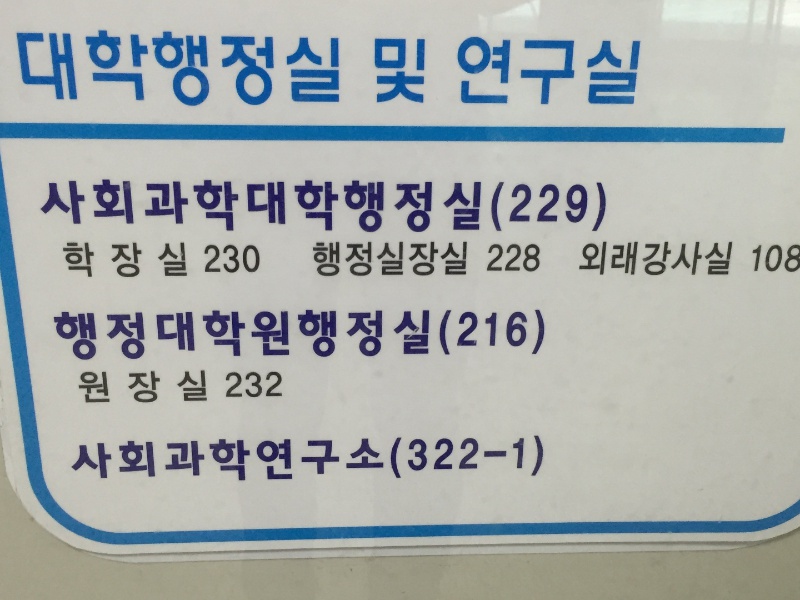 대학행정실 및 연구실
사회과학대학행정실(229)
학 장 실 230 행정실장실 228 외래강사실 108
행정대학원행정실(216)
원 장 실 232
사회과학연구소(322-1)